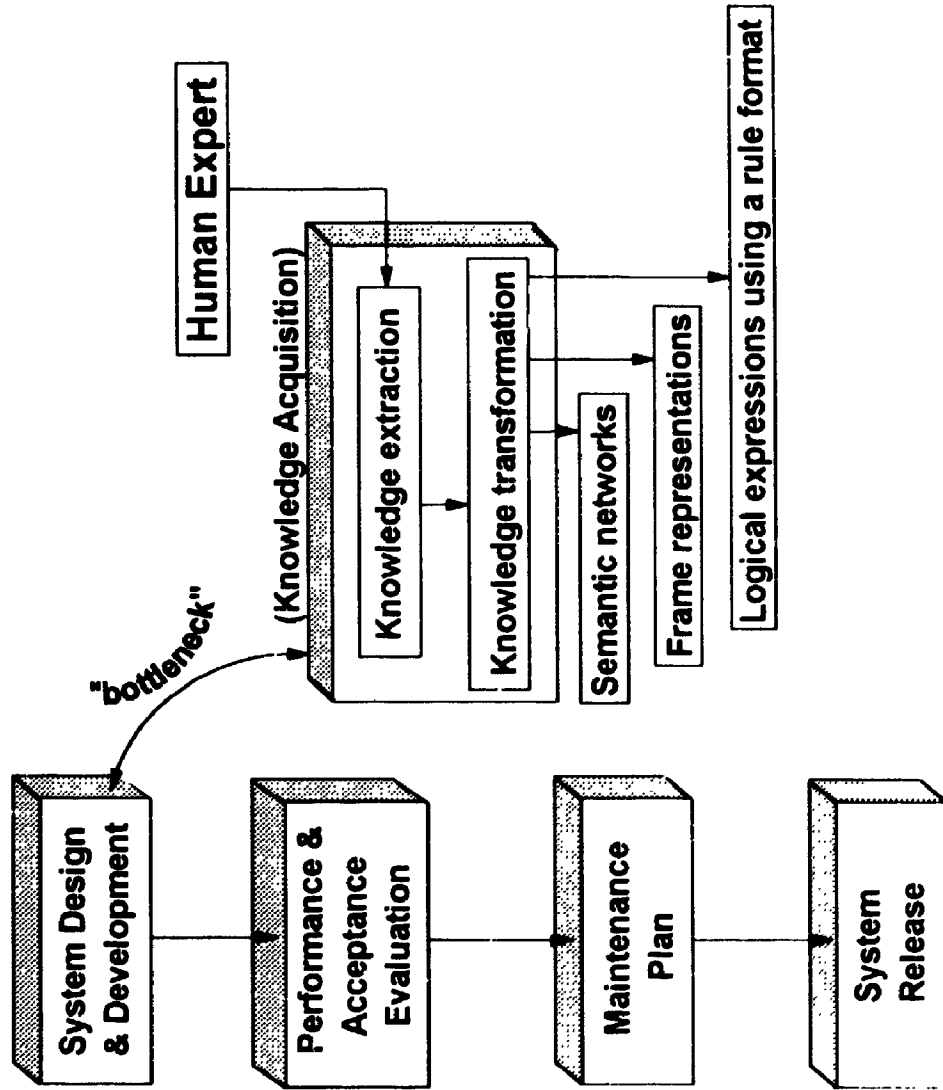 System Design
& Development
Performance &
Acceptance
Evaluation
Maintenance
Plan
System
Release
"bottleneck"
Human Expert
(Knowledge Acquisition)
Knowledge extraction
Knowledge transformation
Semantic networks
Frame representations
Logical expressions using a rule format